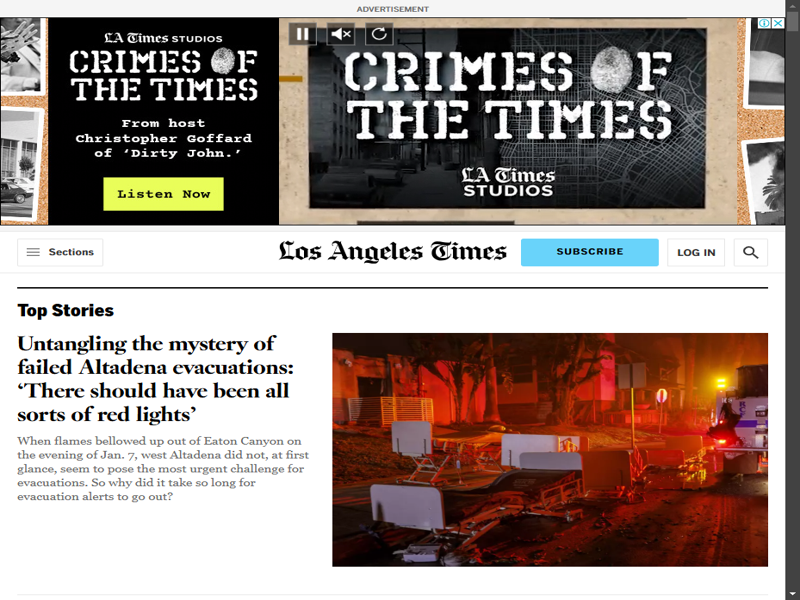 ADVERTISEMENT
LA Times STUDIOS
CRIMES OF
THE TIMES
From host
Christopher Goffard
of ‘Dirty John.’
Listen Now
CRIMES OF
THE TIMES
LA Times
STUDIOS
Sections
Los Angeles Times
SUBSCRIBE
LOG IN
Top Stories
Untangling the mystery of
failed Altadena evacuations:
‘There should have been all
sorts of red lights’
When flames bellowed up out of Eaton Canyon on
the evening of Jan. 7, west Altadena did not, at first
glance, seem to pose the most urgent challenge for
evacuations. So why did it take so long for
evacuation alerts to go out?